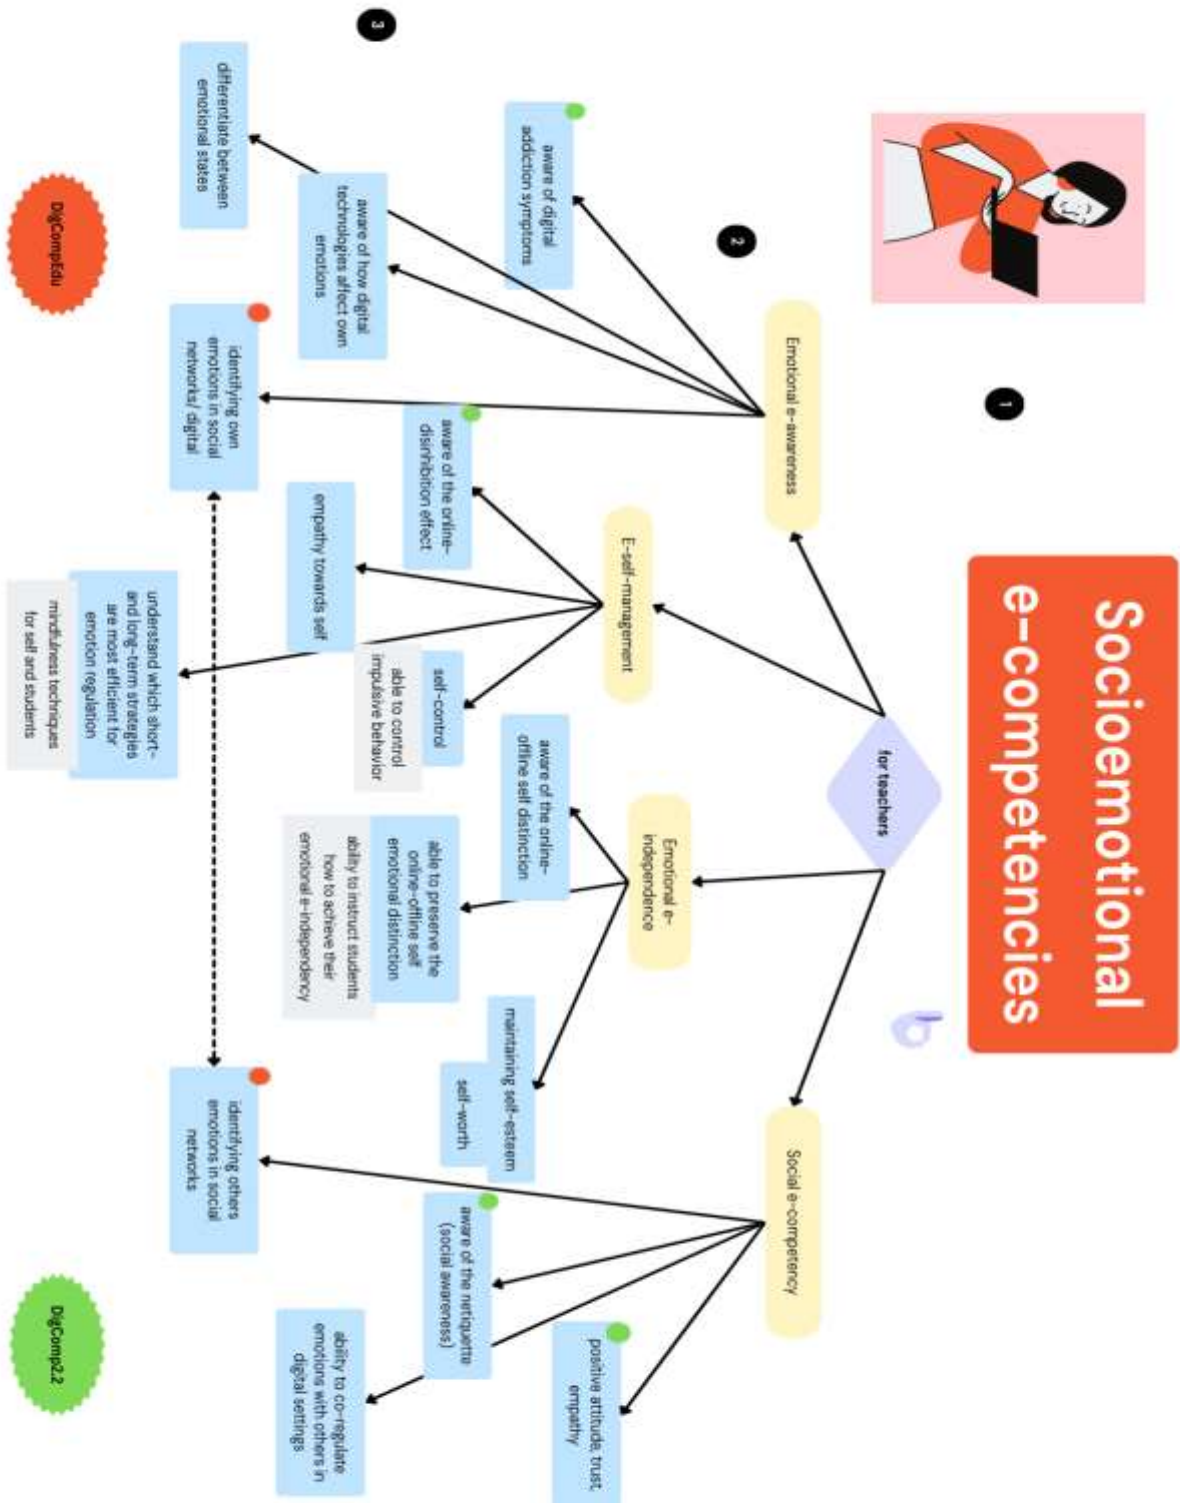 Socioemotional
e-competencies
1
for teachers
2
Emotional e-awareness
E-self-management
Emotional e-
independence
Social e-competency
3
aware of digital
addiction symptoms
aware of how digital
technologies affect own
emotions
differentiate between
emotional states
identifying own
emotions in social
networks/ digital
aware of the online-
disinhibition effect
empathy towards self
self-control
able to control
impulsive behavior
understand which short-
and long-term strategies
are most efficient for
emotion regulation
mindfulness techniques
for self and students
aware of the online-
offline self distinction
able to preserve the
online-offline self
emotional distinction
ability to instruct students
how to achieve their
emotional e-independency
maintaining self-esteem
self-worth
identifying others
emotions in social
networks
aware of the netiquette
(social awareness)
ability to co-regulate
emotions with others in
digital settings
positive attitude, trust,
empathy
DigCompEdu
DigComp2.2